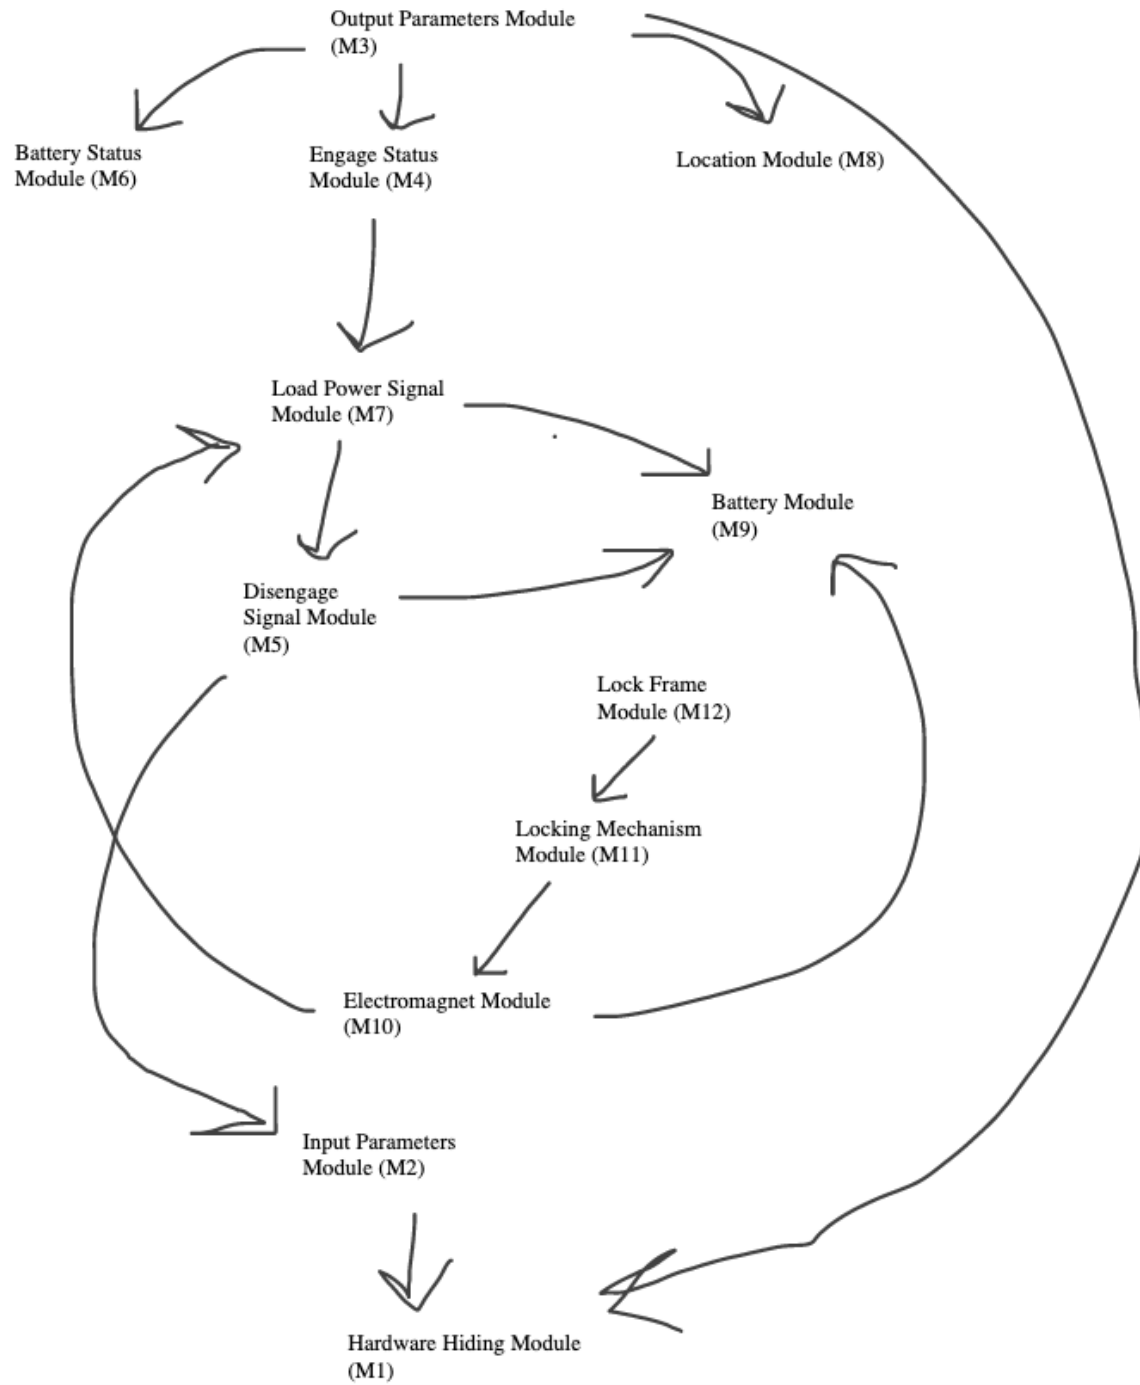 Output Parameters Module
(M3)
Battery Status
Module (M6)
Engage Status
Module (M4)
Location Module (M8)
Load Power Signal
Module (M7)
Battery Module
(M9)
Disengage
Signal Module
(M5)
Lock Frame
Module (M12)
Locking Mechanism
Module (M11)
Electromagnet Module
(M10)
Input Parameters
Module (M2)
Hardware Hiding Module
(M1)